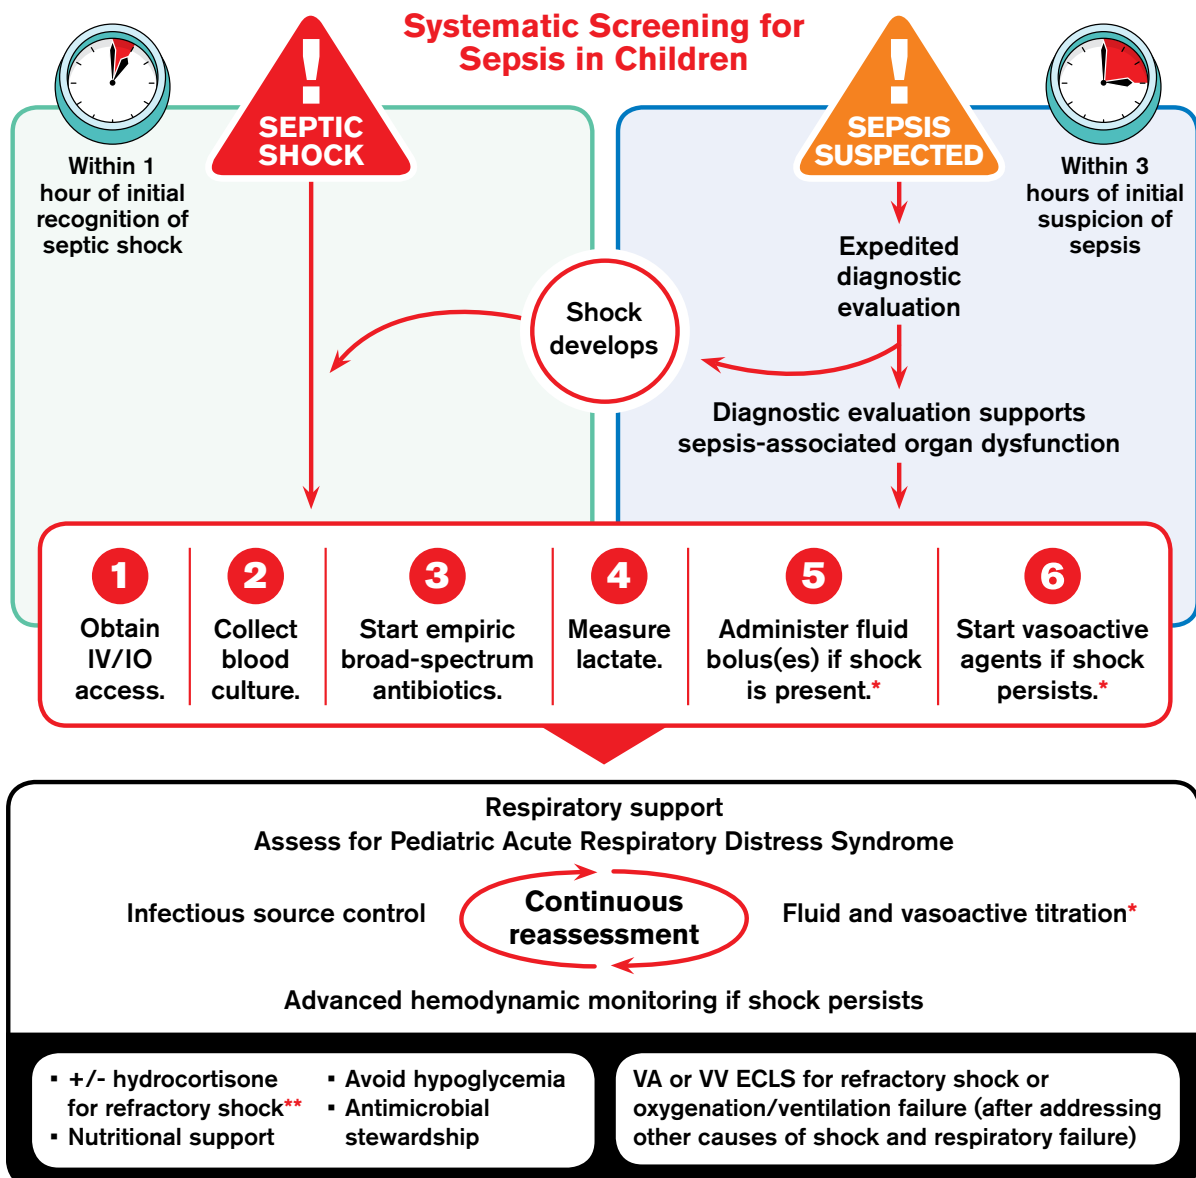 Systematic Screening for
Sepsis in Children
Within 1
hour of initial
recognition of
septic shock
!
SEPTIC
SHOCK
!
SEPSIS
SUSPECTED
Within 3
hours of initial
suspicion of
sepsis
Expedited
diagnostic
evaluation
Shock
develops
Diagnostic evaluation supports
sepsis-associated organ dysfunction
1
Obtain
IV/IO
access.
2
Collect
blood
culture.
3
Start empiric
broad-spectrum
antibiotics.
4
Measure
lactate.
5
Administer fluid
bolus(es) if shock
is present.*
6
Start vasoactive
agents if shock
persists.*
Respiratory support
Assess for Pediatric Acute Respiratory Distress Syndrome
Infectious source control
Continuous
reassessment
Fluid and vasoactive titration*
Advanced hemodynamic monitoring if shock persists
▪ +/- hydrocortisone
for refractory shock**
▪ Nutritional support
▪ Avoid hypoglycemia
▪ Antimicrobial
stewardship
VA or VV ECLS for refractory shock or
oxygenation/ventilation failure (after addressing
other causes of shock and respiratory failure)